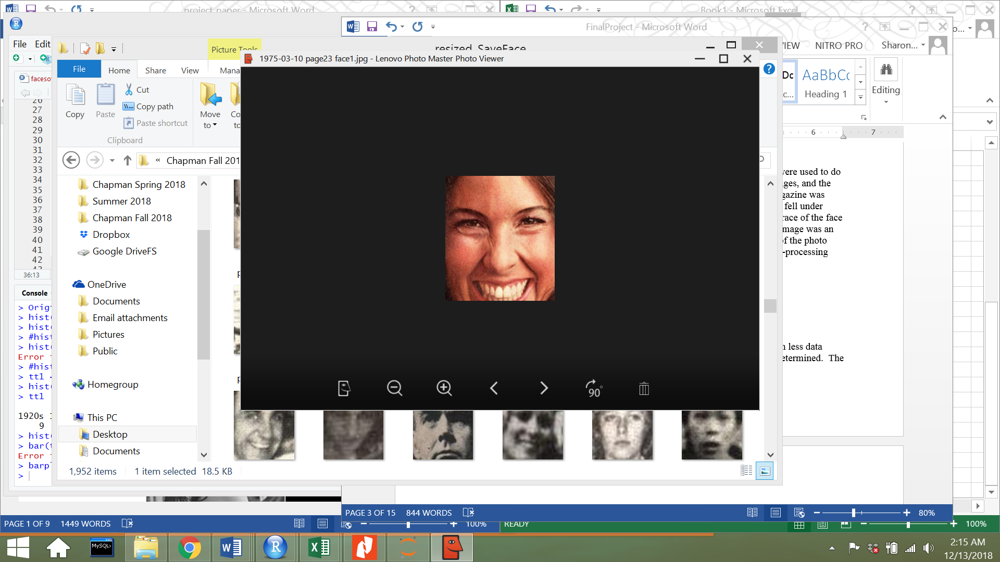 project_paper - Microsoft Word
Book1 - Microsoft Excel
FinalProject - Microsoft Word
File Edit
Picture Tools
resized_SaveFace
VIEW NITRO PRO Sharon...
File Home Share View Mana
1975-03-10 page23 face1.jpg - Lenovo Photo Master Photo Viewer
faceso
Copy
Paste
Cut
Copy path
Paste shortcut
Clipboard
Move
to
Co
to
AaBbCc
Heading 1
Editing
6 7
26
27
28
29
30
31
32
33
34
35
36
37
38
39
40
41
42
43
36:13
« Chapman Fall 201
Chapman Spring 2018
Summer 2018
Chapman Fall 2018
Dropbox
Google DriveFS
OneDrive
Documents
Email attachments
Pictures
Public
Homegroup
This PC
Desktop
Documents
Console
> Orig
> hist(
> hist(
> #hist
> hist(
Error
> #hist
> tt1
> hist(
> tt1
1920s
9
> hist(
> bar(
Error
> barp
>
were used to do
ges, and the
gazine was
fell under
race of the face
mage was an
of the photo
-processing
less data
etermined. The
90°
1,952 items 1 item selected 18.5 KB
PAGE 3 OF 15 844 WORDS
80%
PAGE 1 OF 9 1449 WORDS
100%
READY
100%
MySQL>
2:15 AM
12/13/2018